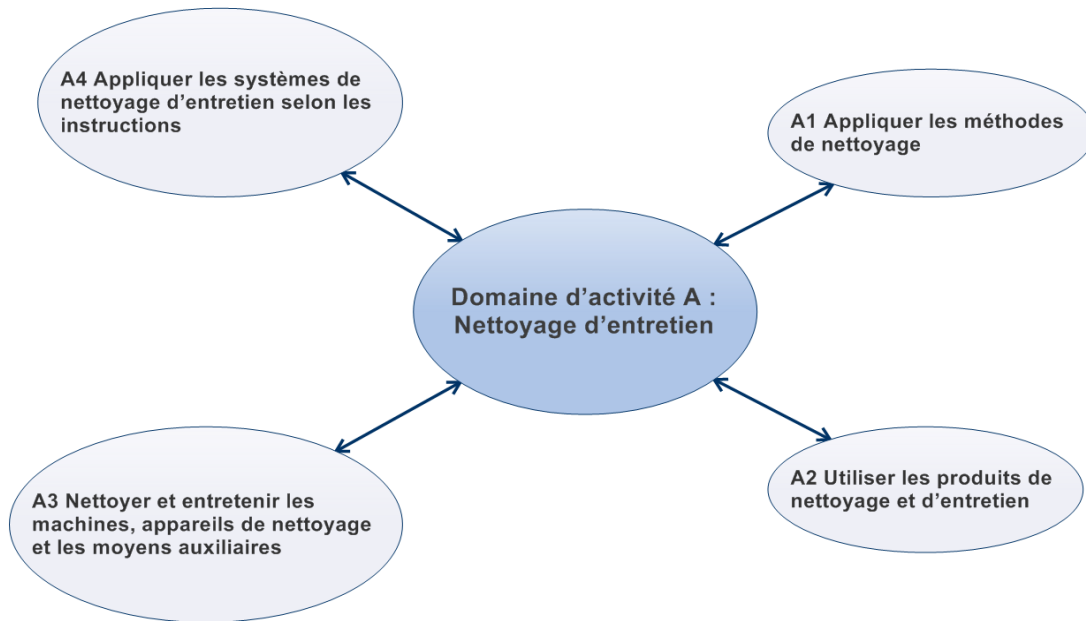 A4 Appliquer les systèmes de
nettoyage d’entretien selon les
instructions
A1 Appliquer les méthodes
de nettoyage
Domaine d’activité A :
Nettoyage d’entretien
A3 Nettoyer et entretenir les
machines, appareils de nettoyage
et les moyens auxiliaires
A2 Utiliser les produits de
nettoyage et d’entretien